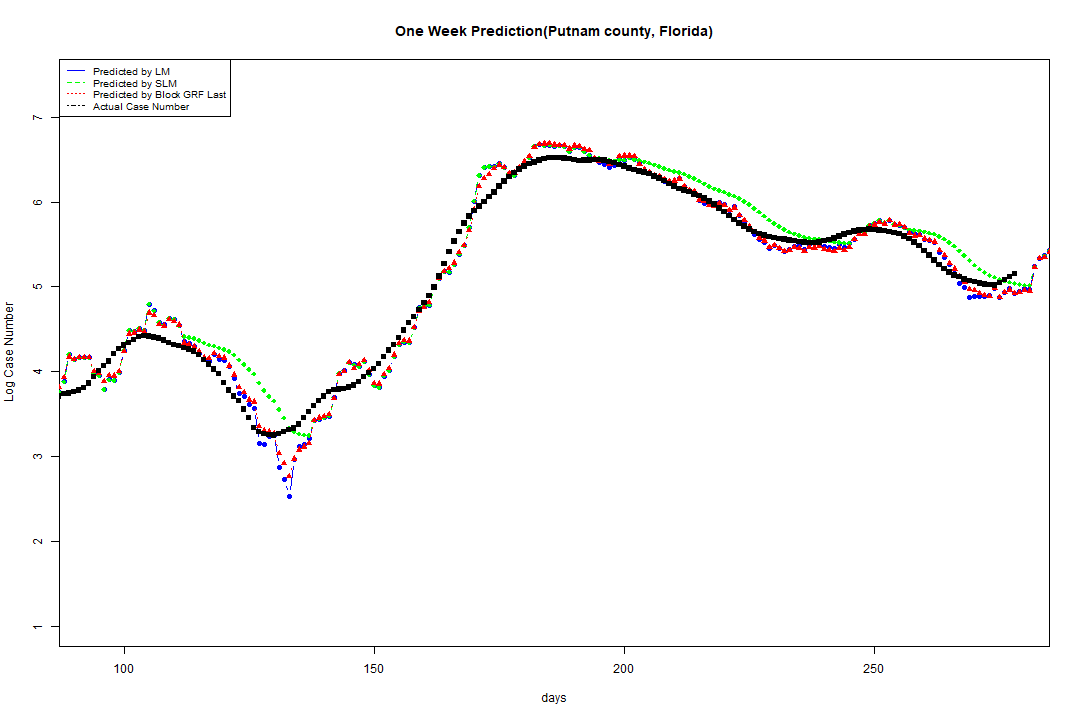 One Week Prediction(Putnam county, Florida)
Predicted by LM
Predicted by SLM
Predicted by Block GRF Last
Actual Case Number
7
6
5
4
3
2
1
Log Case Number
100 150 200 250
days